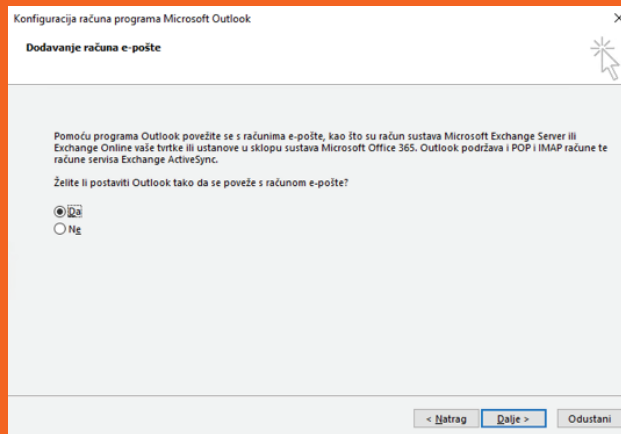 Konfiguracija računa programa Microsoft Outlook
Dodavanje računa e-pošte
Pomoću programa Outlook povežite se s računima e-pošte, kao što su račun sustava Microsoft Exchange Server ili
Exchange Online vaše tvrtke ili ustanove u sklopu sustava Microsoft Office 365. Outlook podržava i POP i IMAP račune te
račune servisa Exchange ActiveSync.
Želite li postaviti Outlook tako da se poveže s računom e-pošte?
Da
Ne
< Natrag Dalje > Odustani